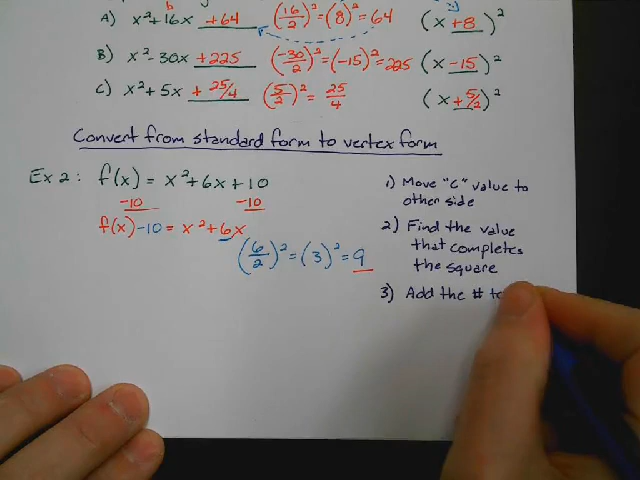 b
A) x² + 16x + 64 (16/2)² = (8)² = 64 (x + 8)²
B) x² - 30x + 225 (-30/2)² = (-15)² = 225 (x - 15)²
C) x² + 5x + 25/4 (5/2)² = 25/4 (x + 5/2)²
Convert from standard form to vertex form
Ex 2: f(x) = x² + 6x + 10
-10 -10
f(x) - 10 = x² + 6x
(6/2)² = (3)² = 9
1) Move "C" value to
other side
2) Find the value
that completes
the square
3) Add the # to